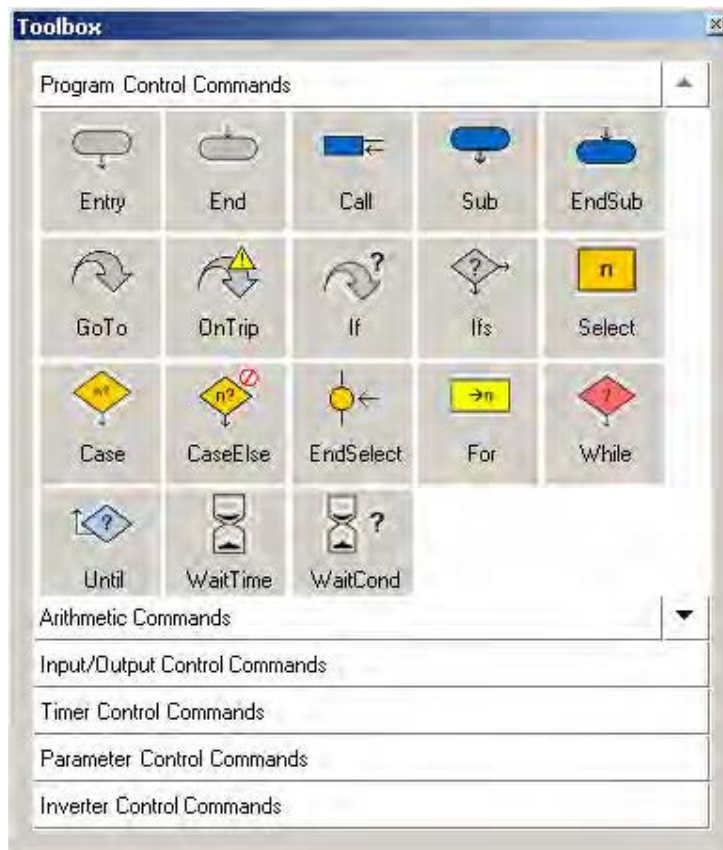 Toolbox
Program Control Commands
Entry End Call Sub EndSub
?
GoTo OnTrip If
?
Ifs
n
Select
n?
Case
n?
CaseElse EndSelect
→n
For
?
While
?
Until WaitTime
?
WaitCond
Arithmetic Commands
Input/Output Control Commands
Timer Control Commands
Parameter Control Commands
Inverter Control Commands